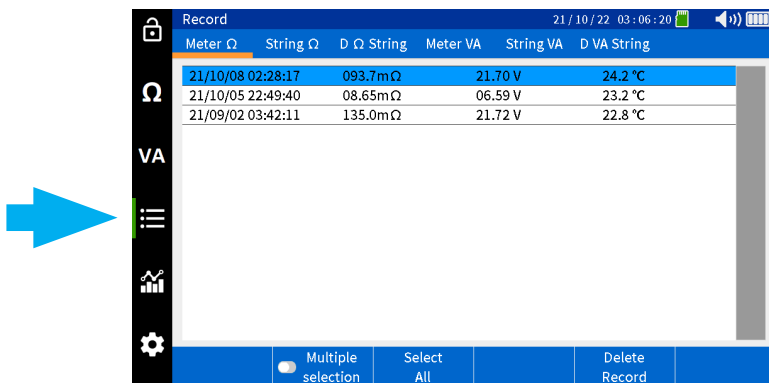 Record 21/10/22 03:06:20
Meter Ω String Ω D Ω String Meter VA String VA D VA String
21/10/08 02:28:17 093.7mΩ 21.70 V 24.2 ℃
Ω 21/10/05 22:49:40 08.65mΩ 06.59 V 23.2 ℃
21/09/02 03:42:11 135.0mΩ 21.72 V 22.8 ℃
VA
Multiple selection
Select All
Delete Record